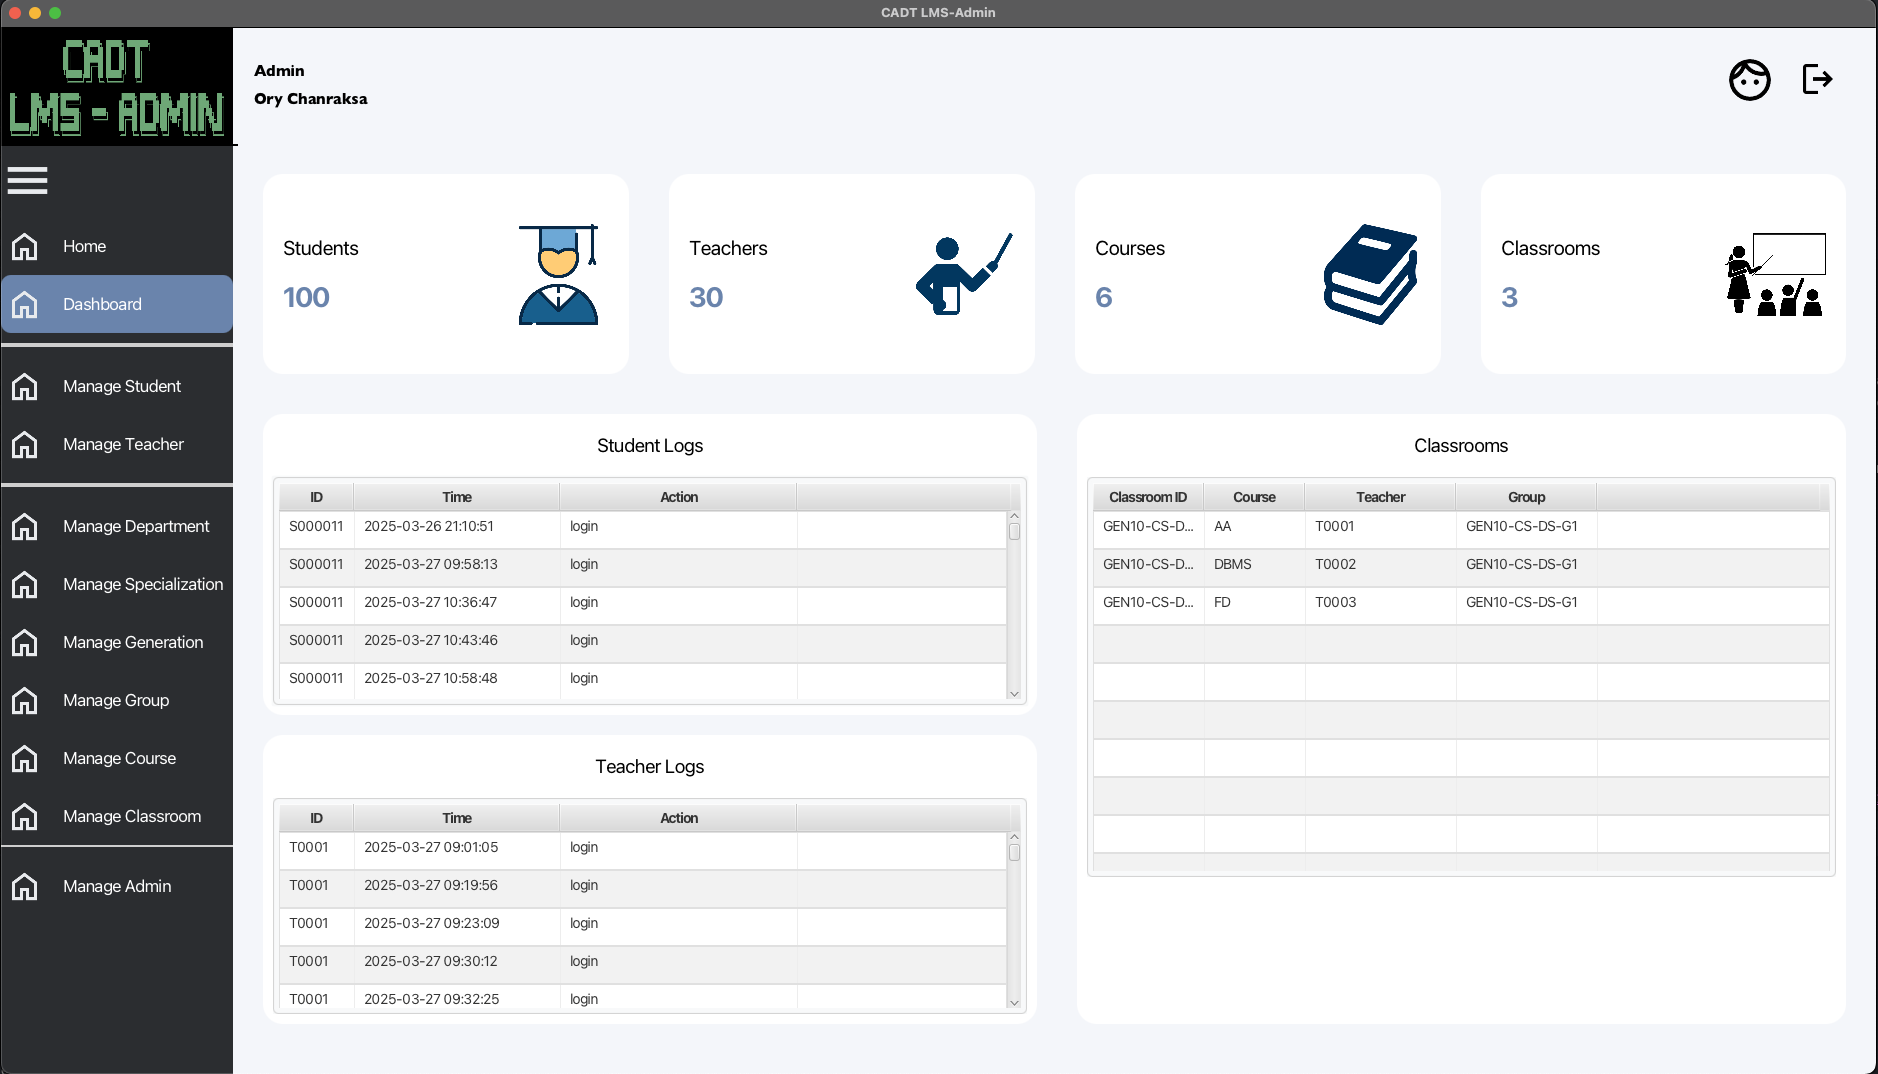 CADT LMS-Admin
CADT
LMS - ADMIN
Admin
Ory Chanraksa
Home
Dashboard
Manage Student
Manage Teacher
Manage Department
Manage Specialization
Manage Generation
Manage Group
Manage Course
Manage Classroom
Manage Admin
Students
100
Teachers
30
Courses
6
Classrooms
3
Student Logs
ID Time Action
S000011 2025-03-26 21:10:51 login
S000011 2025-03-27 09:58:13 login
S000011 2025-03-27 10:36:47 login
S000011 2025-03-27 10:43:46 login
S000011 2025-03-27 10:58:48 login
Teacher Logs
ID Time Action
T0001 2025-03-27 09:01:05 login
T0001 2025-03-27 09:19:56 login
T0001 2025-03-27 09:23:09 login
T0001 2025-03-27 09:30:12 login
T0001 2025-03-27 09:32:25 login
Classrooms
Classroom ID Course Teacher Group
GEN10-CS-D... AA T0001 GEN10-CS-DS-G1
GEN10-CS-D... DBMS T0002 GEN10-CS-DS-G1
GEN10-CS-D... FD T0003 GEN10-CS-DS-G1